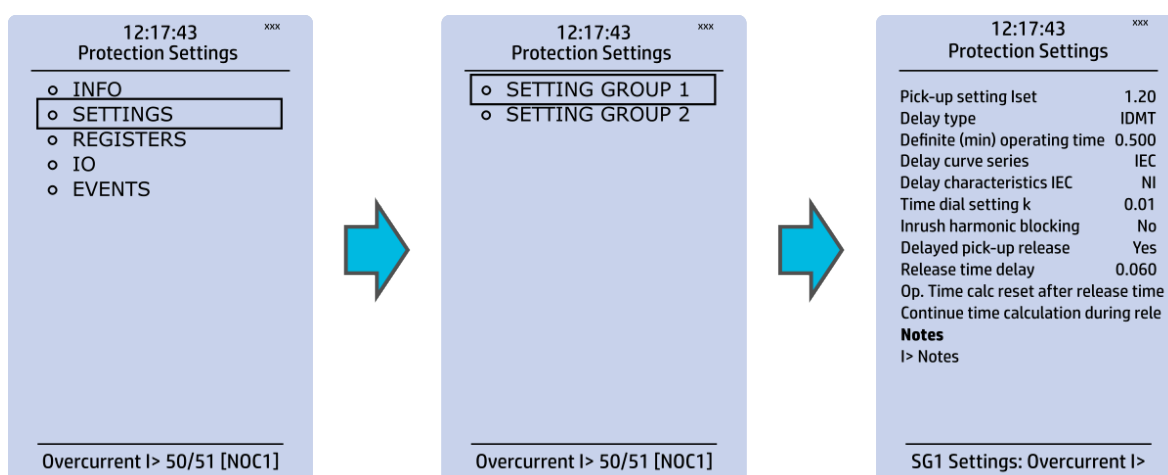 12:17:43 xxx
Protection Settings
INFO
SETTINGS
REGISTERS
IO
EVENTS
Overcurrent I> 50/51 [NOC1]
12:17:43 xxx
Protection Settings
SETTING GROUP 1
SETTING GROUP 2
Overcurrent I> 50/51 [NOC1]
12:17:43 xxx
Protection Settings
Pick-up setting Iset 1.20
Delay type IDMT
Definite (min) operating time 0.500
Delay curve series IEC
Delay characteristics IEC NI
Time dial setting k 0.01
Inrush harmonic blocking No
Delayed pick-up release Yes
Release time delay 0.060
Op. Time calc reset after release time
Continue time calculation during rele
Notes
I> Notes
SG1 Settings: Overcurrent I>